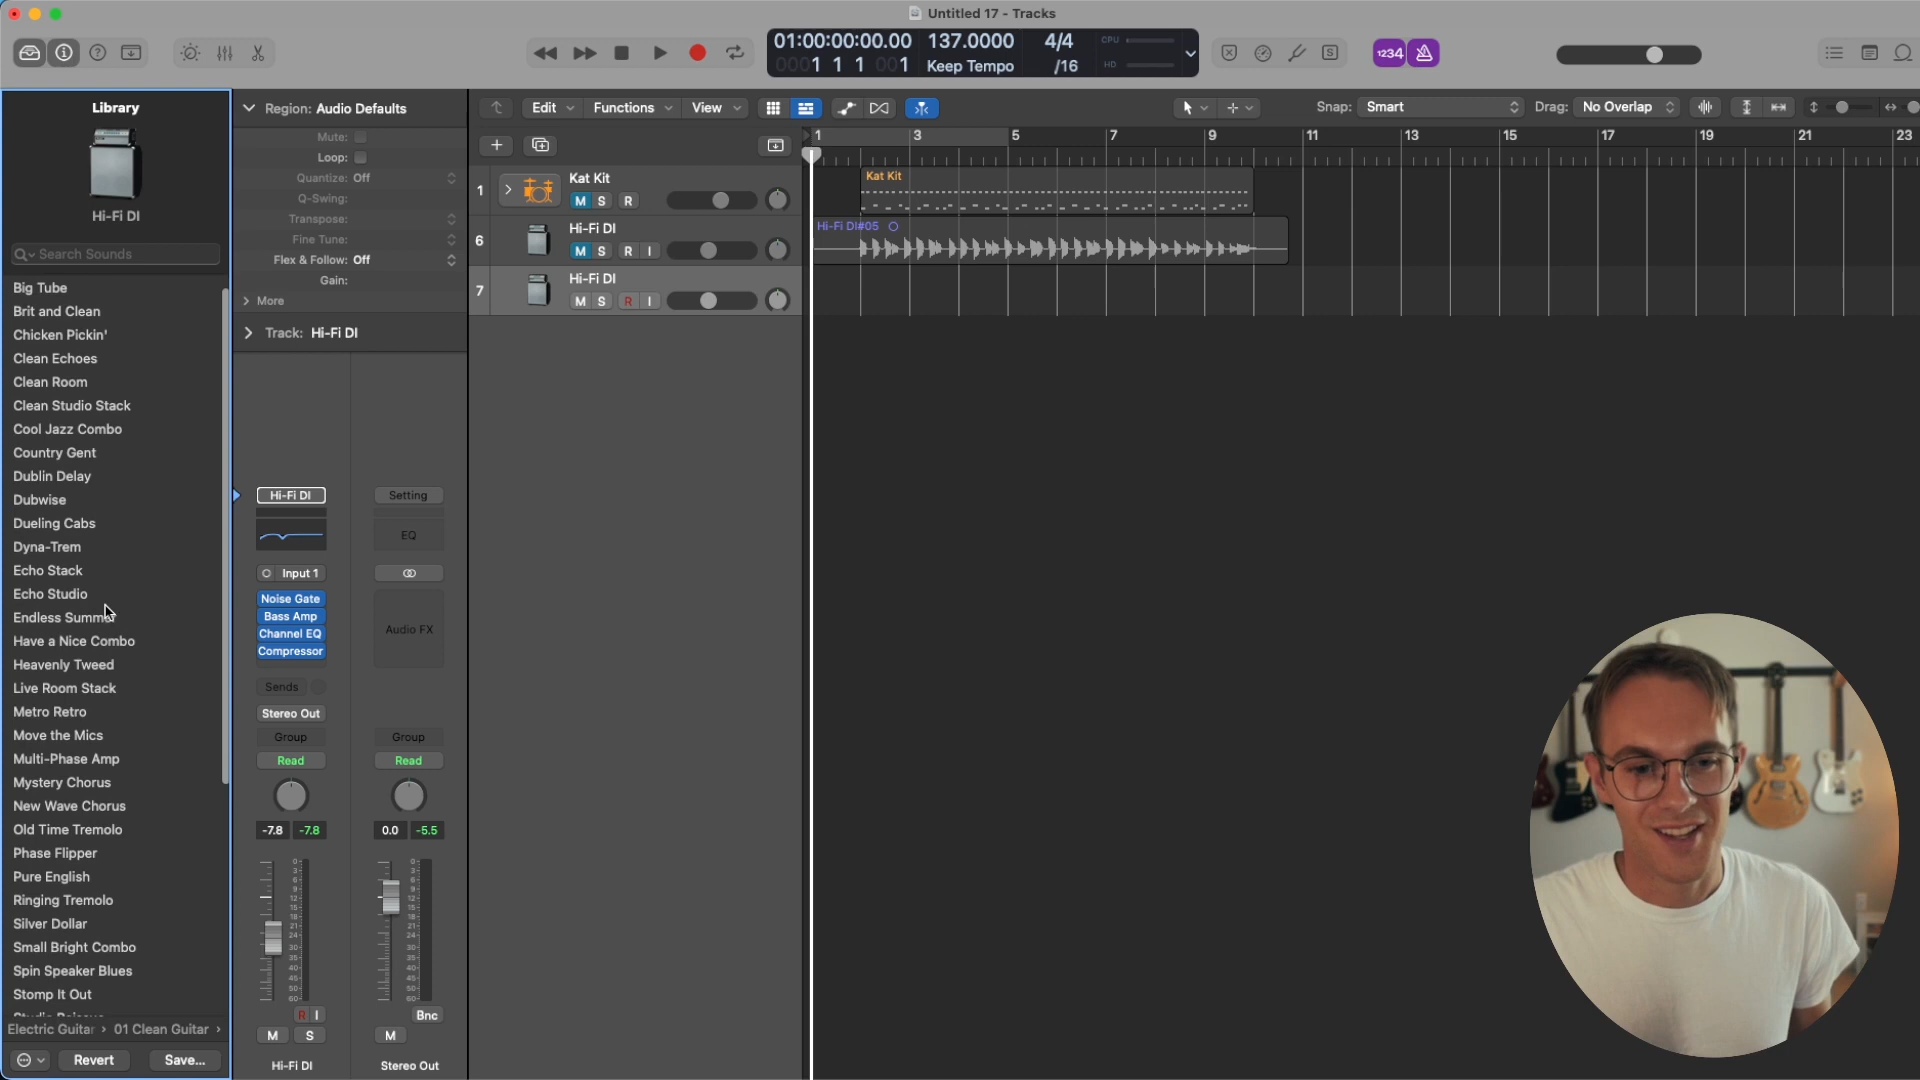 Untitled 17 - Tracks
01:00:00:00.00
0001 1 1 001
137.0000
Keep Tempo
4/4
/16
CPU
HD
1234
Library
Hi-Fi DI
Search Sounds
Big Tube
Brit and Clean
Chicken Pickin'
Clean Echoes
Clean Room
Clean Studio Stack
Cool Jazz Combo
Country Gent
Dublin Delay
Dubwise
Dueling Cabs
Dyna-Trem
Echo Stack
Echo Studio
Endless
Have a Nice Combo
Heavenly Tweed
Live Room Stack
Metro Retro
Move the Mics
Multi-Phase Amp
Mystery Chorus
New Wave Chorus
Old Time Tremolo
Phase Flipper
Pure English
Ringing Tremolo
Silver Dollar
Small Bright Combo
Spin Speaker Blues
Stomp It Out
Electric Guitar › 01 Clean Guitar ›
Revert
Save...
Region: Audio Defaults
Mute:
Loop:
Quantize: Off
Q-Swing:
Transpose:
Fine Tune:
Flex & Follow: Off
Gain:
More
Track: Hi-Fi DI
Hi-Fi DI
Setting
EQ
Input 1
Noise Gate
Bass Amp
Channel EQ
Compressor
Audio FX
Sends
Stereo Out
Group
Group
Read
Read
-7.8 -7.8
0.0 -5.5
R I
Bnc
M S
M
Hi-Fi DI
Stereo Out
Edit
Functions
View
Snap: Smart
Drag: No Overlap
1 3 5 7 9 11 13 15 17 19 21 23
1
Kat Kit
M S R
6
Hi-Fi DI
M S R I
7
Hi-Fi DI
M S R I
Kat Kit
Hi-Fi DI#05